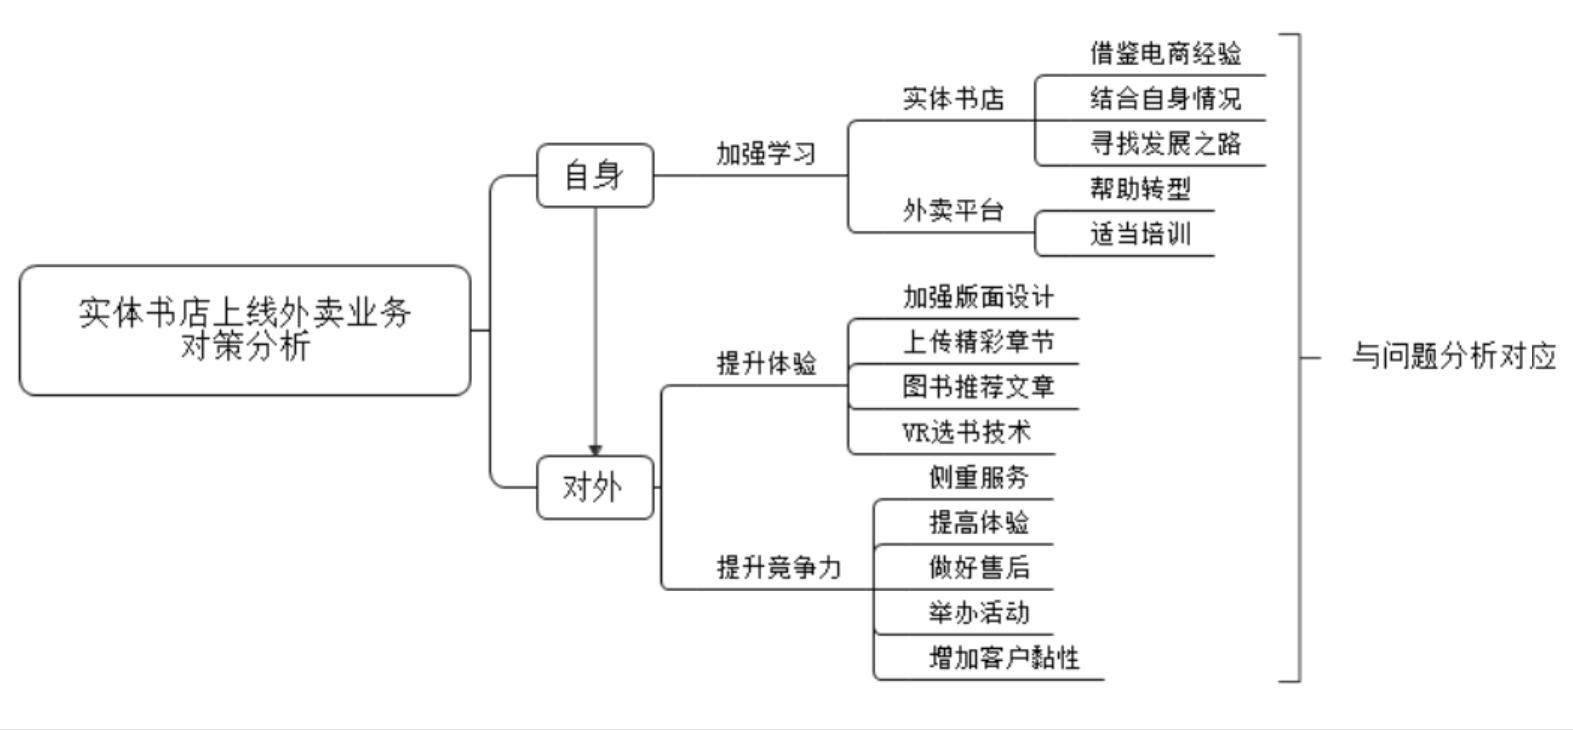 实体书店上线外卖业务
对策分析
自身
加强学习
实体书店
借鉴电商经验
结合自身情况
寻找发展之路
外卖平台
帮助转型
适当培训
对外
提升体验
加强版面设计
上传精彩章节
图书推荐文章
VR选书技术
提升竞争力
侧重服务
提高体验
做好售后
举办活动
增加客户黏性
与问题分析对应